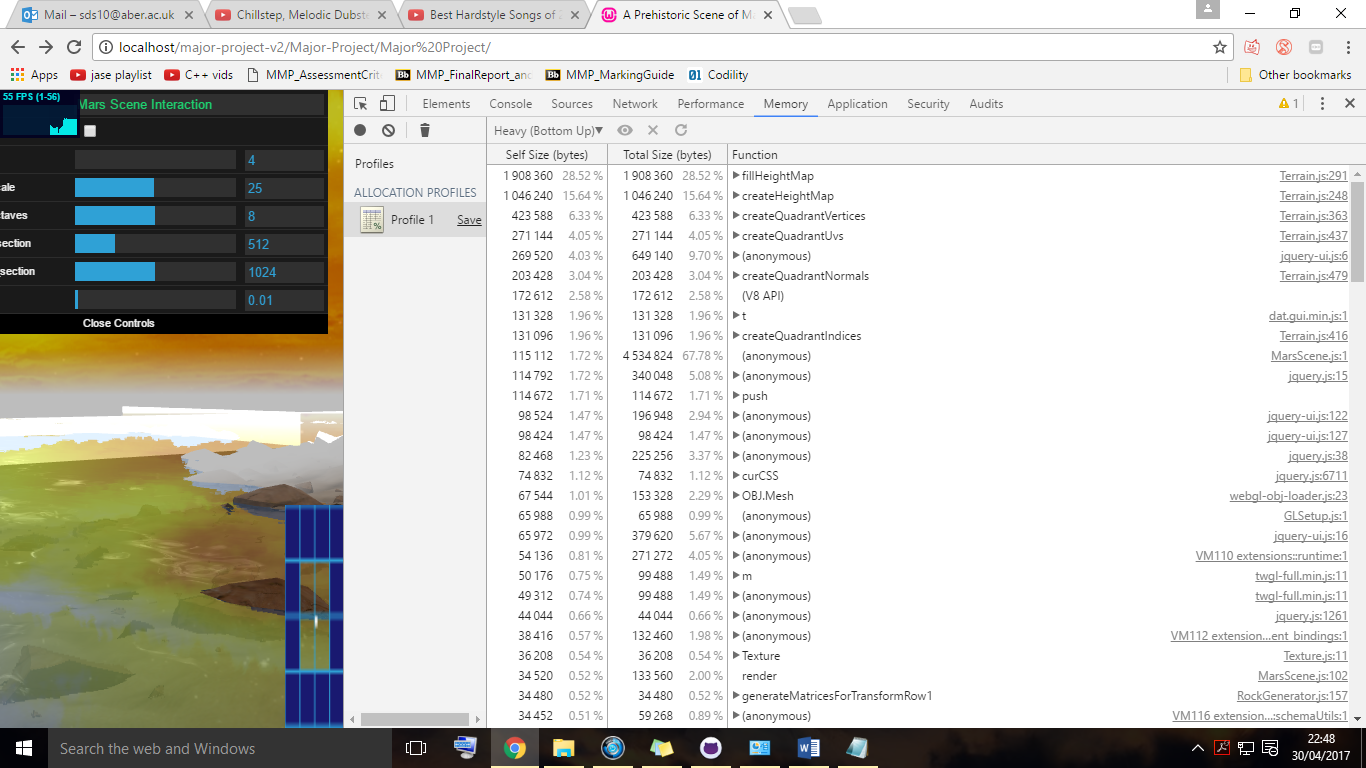 Mail – sds10@aber.ac.uk
Chillstep, Melodic Dubste
Best Hardstyle Songs of
A Prehistoric Scene of Ma
localhost/major-project-v2/Major-Project/Major%20Project/
Apps jase playlist C++ vids MMP_AssessmentCrit MMP_FinalReport_anc MMP_MarkingGuide Codility Other bookmarks
55 FPS (1-56) Mars Scene Interaction
4
cale 25
ctaves 8
section 512
section 1024
0.01
Close Controls
Elements Console Sources Network Performance Memory Application Security Audits 1
Heavy (Bottom Up)▼
Profiles
ALLOCATION PROFILES
Profile 1 Save
Self Size (bytes) Total Size (bytes) Function
1 908 360 28.52 % 1 908 360 28.52 % fillHeightMap Terrain.js:291
1 046 240 15.64 % 1 046 240 15.64 % createHeightMap Terrain.js:248
423 588 6.33 % 423 588 6.33 % createQuadrantVertices Terrain.js:363
271 144 4.05 % 271 144 4.05 % createQuadrantUvs Terrain.js:437
269 520 4.03 % 649 140 9.70 % (anonymous) jquery-ui.js:6
203 428 3.04 % 203 428 3.04 % createQuadrantNormals Terrain.js:479
172 612 2.58 % 172 612 2.58 % (V8 API)
131 328 1.96 % 131 328 1.96 % t dat.gui.min.js:1
131 096 1.96 % 131 096 1.96 % createQuadrantIndices Terrain.js:416
115 112 1.72 % 4 534 824 67.78 % (anonymous) MarsScene.js:1
114 792 1.72 % 340 048 5.08 % (anonymous) jquery.js:15
114 672 1.71 % 114 672 1.71 % push
98 524 1.47 % 196 948 2.94 % (anonymous) jquery-ui.js:122
98 424 1.47 % 98 424 1.47 % (anonymous) jquery-ui.js:127
82 468 1.23 % 225 256 3.37 % (anonymous) jquery.js:38
74 832 1.12 % 74 832 1.12 % curCSS jquery.js:6711
67 544 1.01 % 153 328 2.29 % OBJ.Mesh webgl-obj-loader.js:23
65 988 0.99 % 65 988 0.99 % (anonymous) GLSetup.js:1
65 972 0.99 % 379 620 5.67 % (anonymous) jquery-ui.js:16
54 136 0.81 % 271 272 4.05 % (anonymous) VM110 extensions::runtime:1
50 176 0.75 % 99 488 1.49 % m twgl-full.min.js:11
49 312 0.74 % 99 488 1.49 % (anonymous) twgl-full.min.js:11
44 044 0.66 % 44 044 0.66 % (anonymous) jquery.js:1261
38 416 0.57 % 132 460 1.98 % (anonymous) VM112 extension…ent_bindings:1
36 208 0.54 % 36 208 0.54 % Texture Texture.js:11
34 520 0.52 % 133 560 2.00 % render MarsScene.js:102
34 480 0.52 % 34 480 0.52 % generateMatricesForTransformRow1 RockGenerator.js:157
34 452 0.51 % 59 268 0.89 % (anonymous) VM116 extension…:schemaUtils:1
Search the web and Windows
22:48
30/04/2017